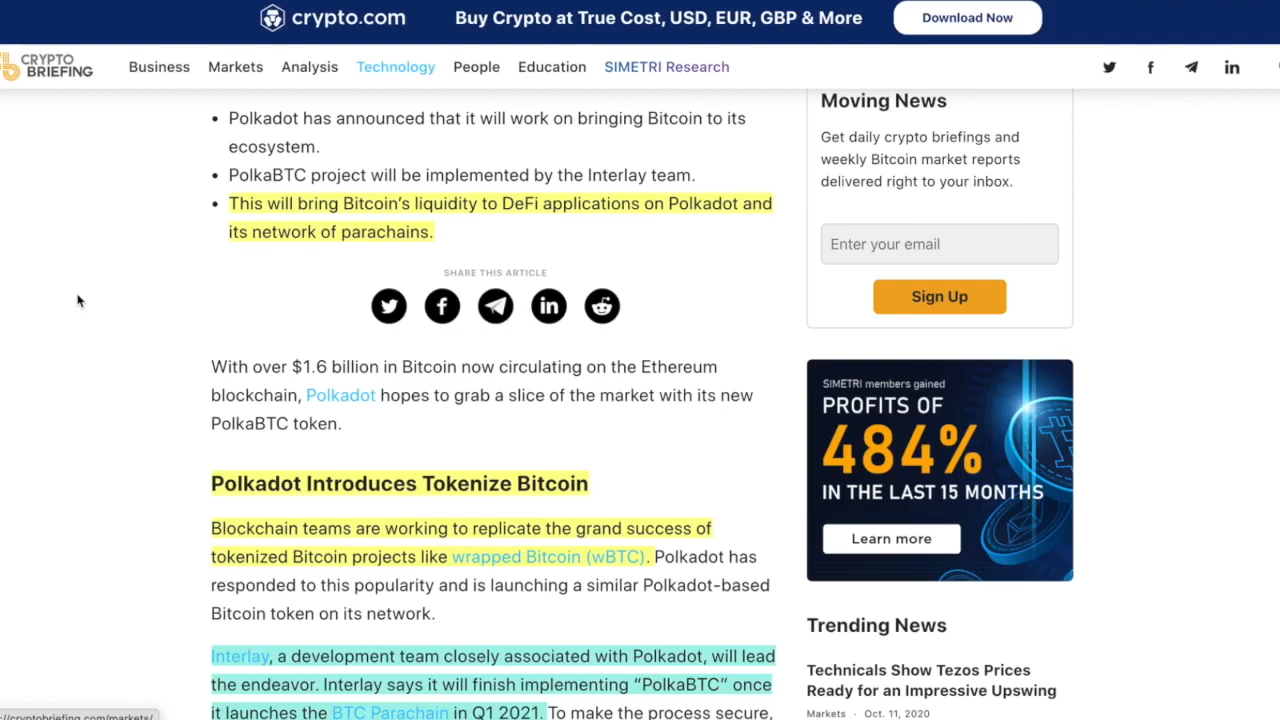 crypto.com
Buy Crypto at True Cost, USD, EUR, GBP & More
Download Now
CRYPTO
BRIEFING
Business
Markets
Analysis
Technology
People
Education
SIMETRI Research
• Polkadot has announced that it will work on bringing Bitcoin to its
ecosystem.
• PolkaBTC project will be implemented by the Interlay team.
• This will bring Bitcoin’s liquidity to DeFi applications on Polkadot and
its network of parachains.
SHARE THIS ARTICLE
With over $1.6 billion in Bitcoin now circulating on the Ethereum
blockchain, Polkadot hopes to grab a slice of the market with its new
PolkaBTC token.
Polkadot Introduces Tokenize Bitcoin
Blockchain teams are working to replicate the grand success of
tokenized Bitcoin projects like wrapped Bitcoin (wBTC). Polkadot has
responded to this popularity and is launching a similar Polkadot-based
Bitcoin token on its network.
Interlay, a development team closely associated with Polkadot, will lead
the endeavor. Interlay says it will finish implementing “PolkaBTC” once
it launches the BTC Parachain in Q1 2021. To make the process secure,
Moving News
Get daily crypto briefings and
weekly Bitcoin market reports
delivered right to your inbox.
Enter your email
Sign Up
SIMETRI members gained
PROFITS OF
484%
IN THE LAST 15 MONTHS
Learn more
Trending News
Technicals Show Tezos Prices
Ready for an Impressive Upswing
Markets · Oct. 11, 2020
://cryptobriefing.com/markets/